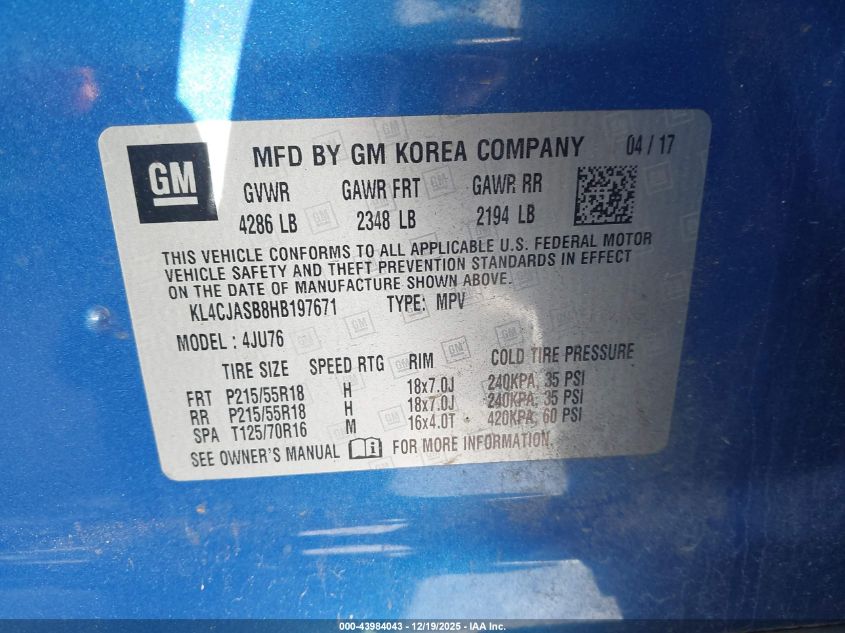 GM
MFD BY GM KOREA COMPANY 04 / 17
GVWR GAWR FRT GAWR RR
4286 LB 2348 LB 2194 LB
THIS VEHICLE CONFORMS TO ALL APPLICABLE U.S. FEDERAL MOTOR
VEHICLE SAFETY AND THEFT PREVENTION STANDARDS IN EFFECT
ON THE DATE OF MANUFACTURE SHOWN ABOVE.
KL4CJASB8HB197671 TYPE: MPV
MODEL : 4JU76
TIRE SIZE SPEED RTG RIM COLD TIRE PRESSURE
FRT P215/55R18 H 18x7.0J 240KPA, 35 PSI
RR P215/55R18 H 18x7.0J 240KPA, 35 PSI
SPA T125/70R16 M 16x4.0T 420KPA, 60 PSI
SEE OWNER'S MANUAL FOR MORE INFORMATION.
000-43984043 - 12/19/2025 - IAA Inc.